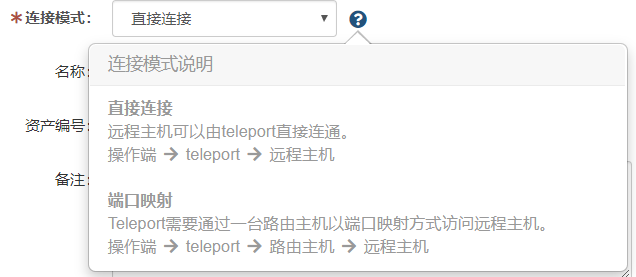 *连接模式： 直接连接 ▼ ?
连接模式说明
名称：
直接连接
远程主机可以由teleport直接连通。
资产编号：
操作端 → teleport → 远程主机
备注：
端口映射
Teleport需要通过一台路由主机以端口映射方式访问远程主机。
操作端 → teleport → 路由主机 → 远程主机